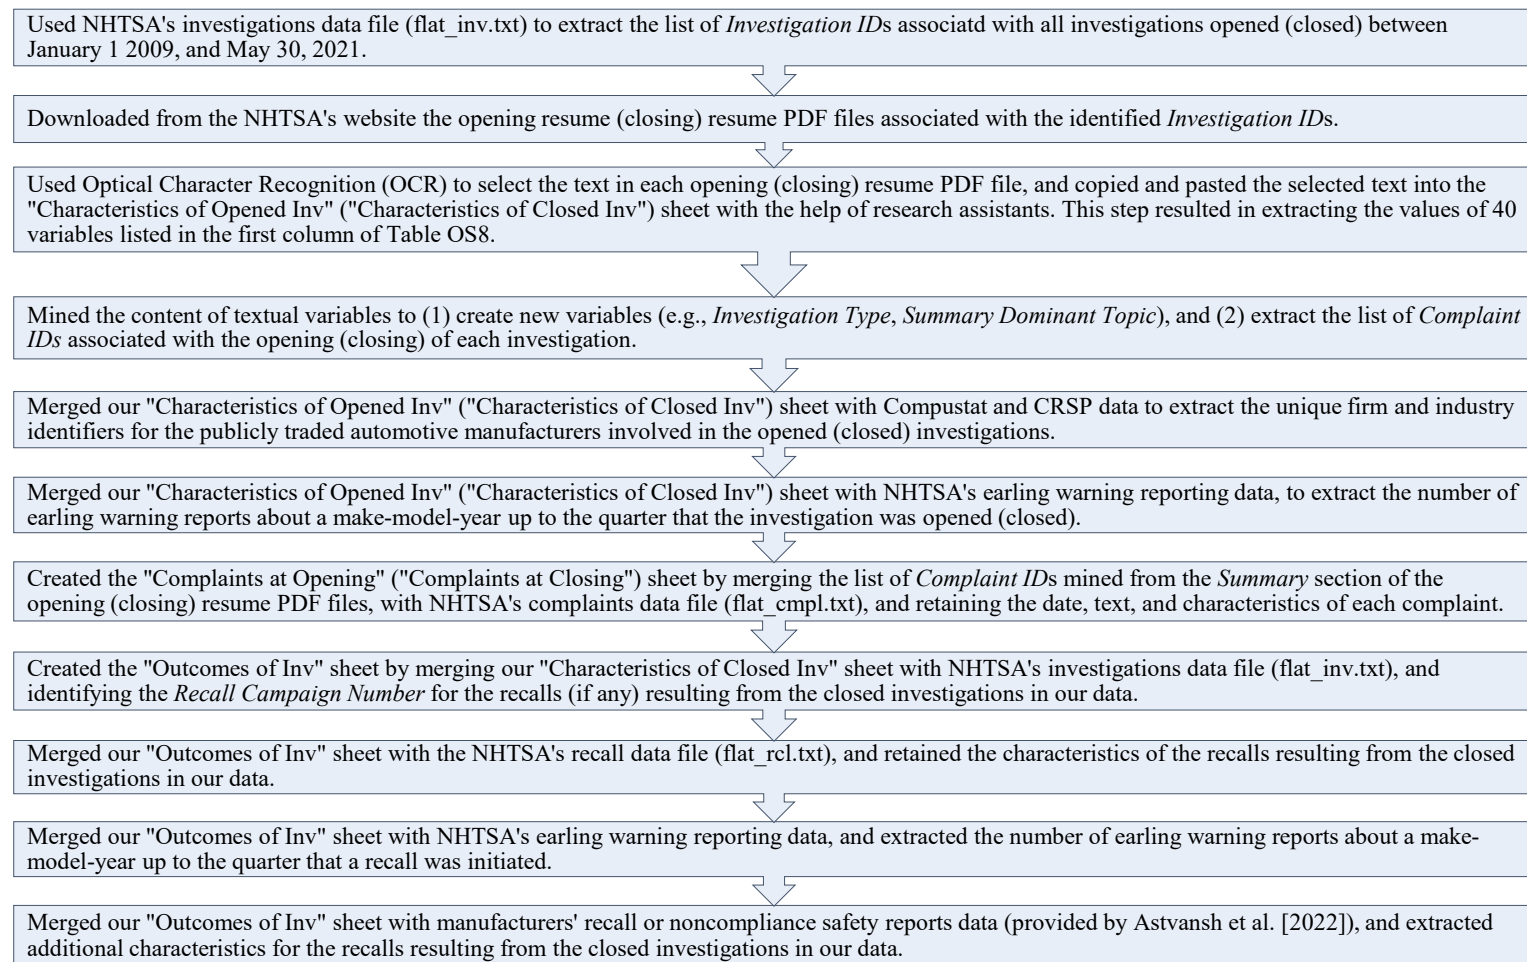 Used NHTSA's investigations data file (flat_inv.txt) to extract the list of Investigation IDs associatd with all investigations opened (closed) between
January 1 2009, and May 30, 2021.
Downloaded from the NHTSA's website the opening resume (closing) resume PDF files associated with the identified Investigation IDs.
Used Optical Character Recognition (OCR) to select the text in each opening (closing) resume PDF file, and copied and pasted the selected text into the
"Characteristics of Opened Inv" ("Characteristics of Closed Inv") sheet with the help of research assistants. This step resulted in extracting the values of 40
variables listed in the first column of Table OS8.
Mined the content of textual variables to (1) create new variables (e.g., Investigation Type, Summary Dominant Topic), and (2) extract the list of Complaint
IDs associated with the opening (closing) of each investigation.
Merged our "Characteristics of Opened Inv" ("Characteristics of Closed Inv") sheet with Compustat and CRSP data to extract the unique firm and industry
identifiers for the publicly traded automotive manufacturers involved in the opened (closed) investigations.
Merged our "Characteristics of Opened Inv" ("Characteristics of Closed Inv") sheet with NHTSA's earling warning reporting data, to extract the number of
earling warning reports about a make-model-year up to the quarter that the investigation was opened (closed).
Created the "Complaints at Opening" ("Complaints at Closing") sheet by merging the list of Complaint IDs mined from the Summary section of the
opening (closing) resume PDF files, with NHTSA's complaints data file (flat_cmpl.txt), and retaining the date, text, and characteristics of each complaint.
Created the "Outcomes of Inv" sheet by merging our "Characteristics of Closed Inv" sheet with NHTSA's investigations data file (flat_inv.txt), and
identifying the Recall Campaign Number for the recalls (if any) resulting from the closed investigations in our data.
Merged our "Outcomes of Inv" sheet with the NHTSA's recall data file (flat_rcl.txt), and retained the characteristics of the recalls resulting from the closed
investigations in our data.
Merged our "Outcomes of Inv" sheet with NHTSA's earling warning reporting data, and extracted the number of earling warning reports about a make-
model-year up to the quarter that a recall was initiated.
Merged our "Outcomes of Inv" sheet with manufacturers' recall or noncompliance safety reports data (provided by Astvansh et al. [2022]), and extracted
additional characteristics for the recalls resulting from the closed investigations in our data.